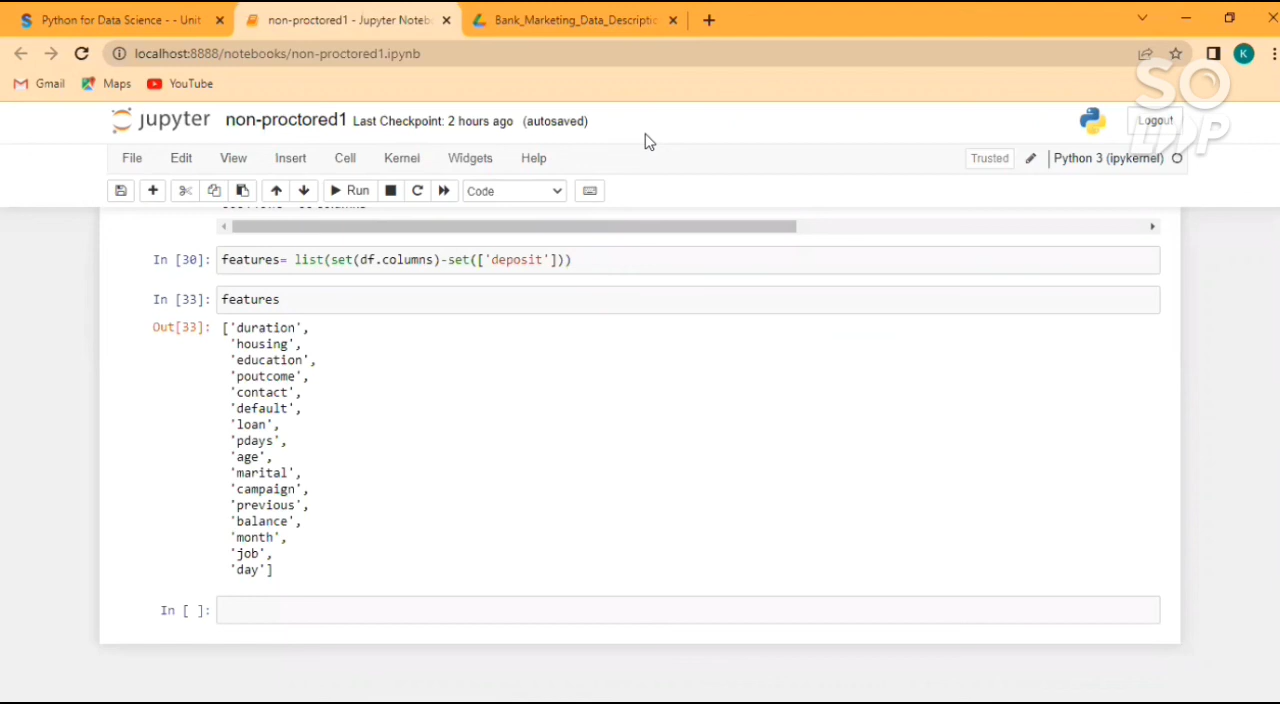 Python for Data Science - - Unit
non-proctored1 - Jupyter Notebo
Bank_Marketing_Data_Descriptio
localhost:8888/notebooks/non-proctored1.ipynb
K
Gmail
Maps
YouTube
SO
LDP
jupyter
non-proctored1 Last Checkpoint: 2 hours ago (autosaved)
Logout
File Edit View Insert Cell Kernel Widgets Help
Trusted
Python 3 (ipykernel)
Run
Code
In [30]: features= list(set(df.columns)-set(['deposit']))
In [33]: features
Out[33]: ['duration',
'housing',
'education',
'poutcome',
'contact',
'default',
'loan',
'pdays',
'age',
'marital',
'campaign',
'previous',
'balance',
'month',
'job',
'day']
In [ ]: